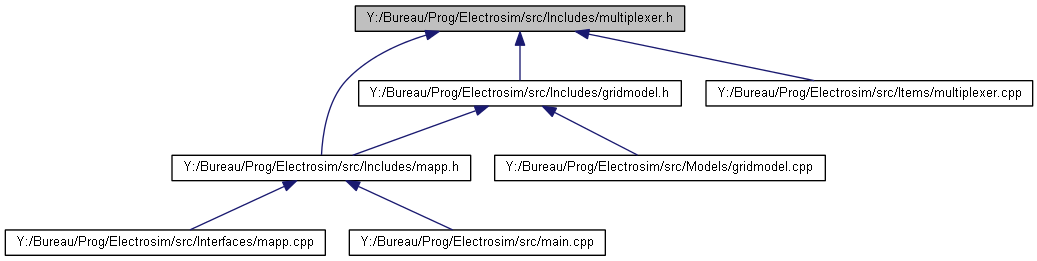 Y:/Bureau/Prog/Electrosim/src/Includes/multiplexer.h
Y:/Bureau/Prog/Electrosim/src/Includes/gridmodel.h
Y:/Bureau/Prog/Electrosim/src/Items/multiplexer.cpp
Y:/Bureau/Prog/Electrosim/src/Includes/mapp.h
Y:/Bureau/Prog/Electrosim/src/Models/gridmodel.cpp
Y:/Bureau/Prog/Electrosim/src/Interfaces/mapp.cpp
Y:/Bureau/Prog/Electrosim/src/main.cpp